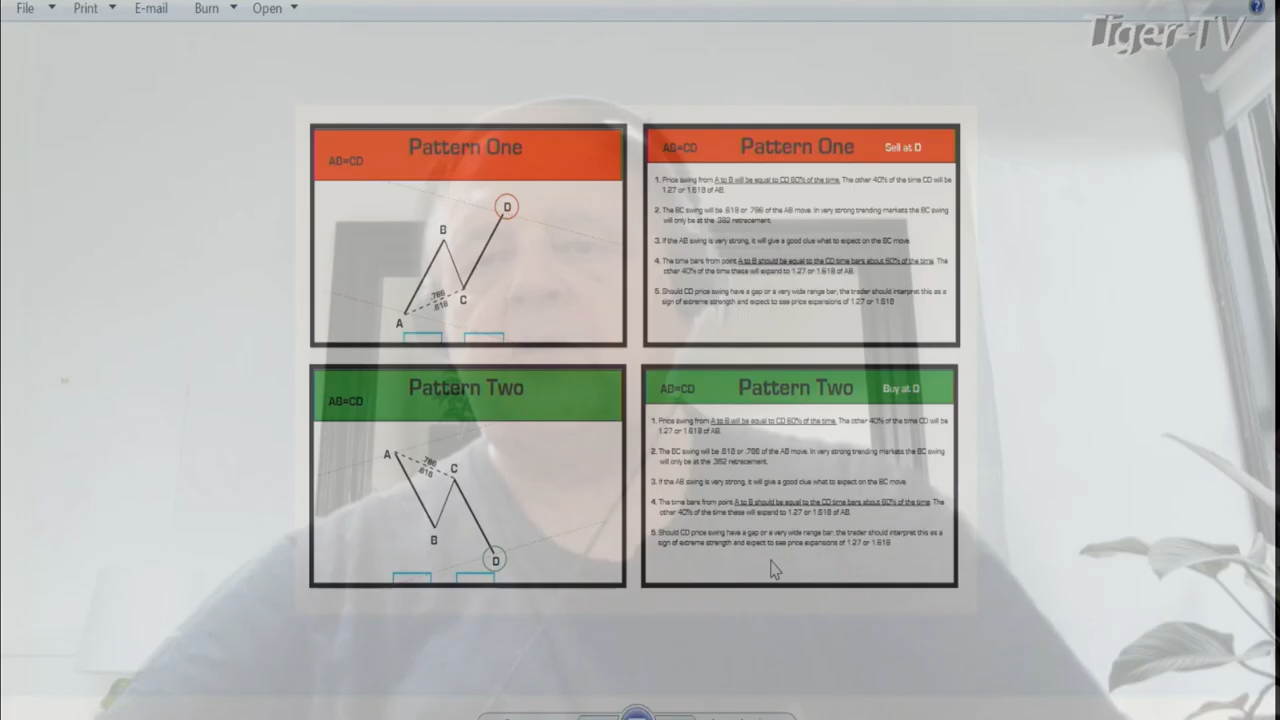 File Print E-mail Burn Open
Tiger-TV
Pattern One
AB=CD
D
B
.786
.618
C
A
AB=CD Pattern One Sell at D
1. Price swing from A to B will be equal to CD 60% of the time. The other 40% of the time CD will be
1.27 or 1.618 of AB.
2. The BC swing will be .618 or .786 of the AB move. In very strong trending markets the BC swing
will only be at the .382 retracement.
3. If the AB swing is very strong, it will give a good clue what to expect on the BC move.
4. The time bars from point A to B should be equal to the CD time bars about 60% of the time. The
other 40% of the time these will expand to 1.27 or 1.618 of AB.
5. Should CD price swing have a gap or a very wide range bar, the trader should interpret this as a
sign of extreme strength and expect to see price expansions of 1.27 or 1.618
Pattern Two
AB=CD
A
.786
.618
C
B
D
AB=CD Pattern Two Buy at D
1. Price swing from A to B will be equal to CD 60% of the time. The other 40% of the time CD will be
1.27 or 1.618 of AB.
2. The BC swing will be .618 or .786 of the AB move. In very strong trending markets the BC swing
will only be at the .382 retracement.
3. If the AB swing is very strong, it will give a good clue what to expect on the BC move.
4. The time bars from point A to B should be equal to the CD time bars about 60% of the time. The
other 40% of the time these will expand to 1.27 or 1.618 of AB.
5. Should CD price swing have a gap or a very wide range bar, the trader should interpret this as a
sign of extreme strength and expect to see price expansions of 1.27 or 1.618